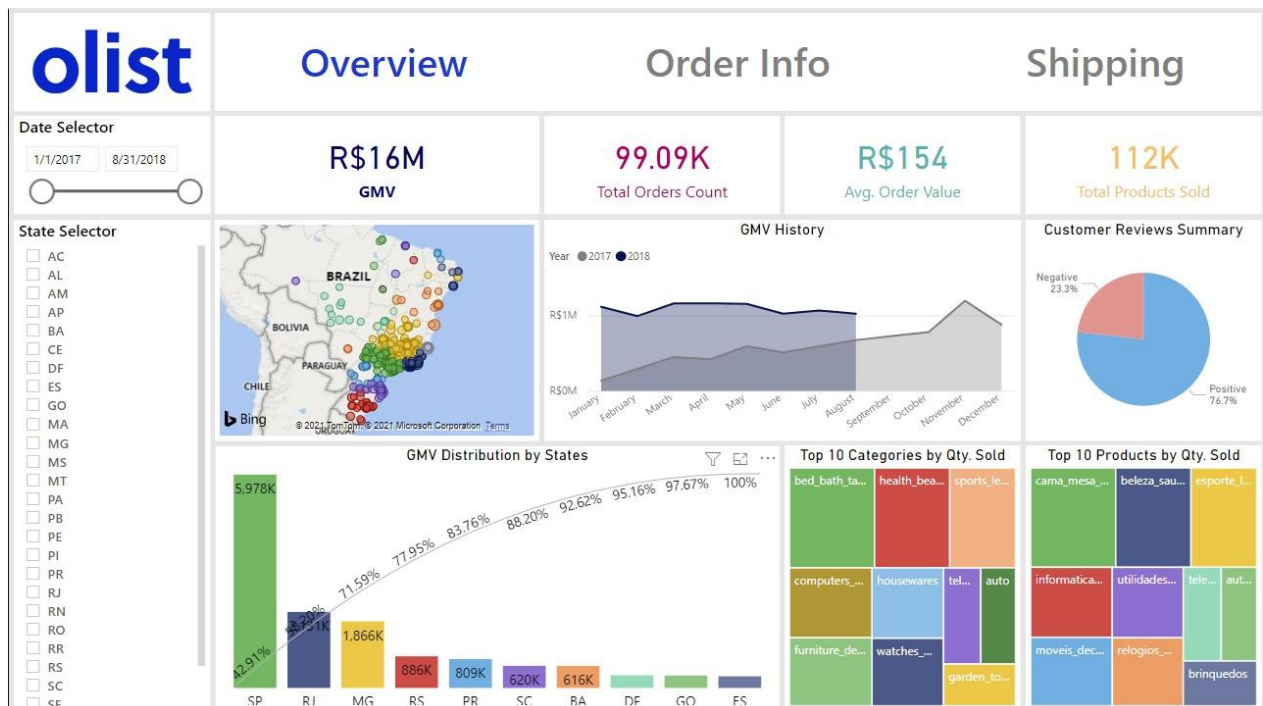 olist
Overview
Order Info
Shipping
Date Selector
1/1/2017
8/31/2018
R$16M
GMV
99.09K
Total Orders Count
R$154
Avg. Order Value
112K
Total Products Sold
State Selector
AC
AL
AM
AP
BA
CE
DF
ES
GO
MA
MG
MS
MT
PA
PB
PE
PI
PR
RJ
RN
RO
RR
RS
SC
SE
BRAZIL
BOLIVIA
PARAGUAY
CHILE
URUGUAY
Bing
© 2021 TomTom, © 2021 Microsoft Corporation Terms
GMV History
Year 2017 2018
R$1M
R$0M
January
February
March
April
May
June
July
August
September
October
November
December
Customer Reviews Summary
Negative
23.3%
Positive
76.7%
GMV Distribution by States
5,978K
1,866K
886K
809K
620K
616K
42.91%
71.59%
77.95%
83.76%
88.20%
92.62%
95.16%
97.67%
100%
SP
RJ
MG
RS
PR
SC
BA
DF
GO
ES
Top 10 Categories by Qty. Sold
bed_bath_ta...
health_bea...
sports_le...
computers_...
housewares
tel...
auto
furniture_de...
watches_...
garden_to...
Top 10 Products by Qty. Sold
cama_mesa_...
beleza_sau...
esporte_l...
informatica...
utilidades...
tele...
aut...
moveis_dec...
relogios_...
brinquedos